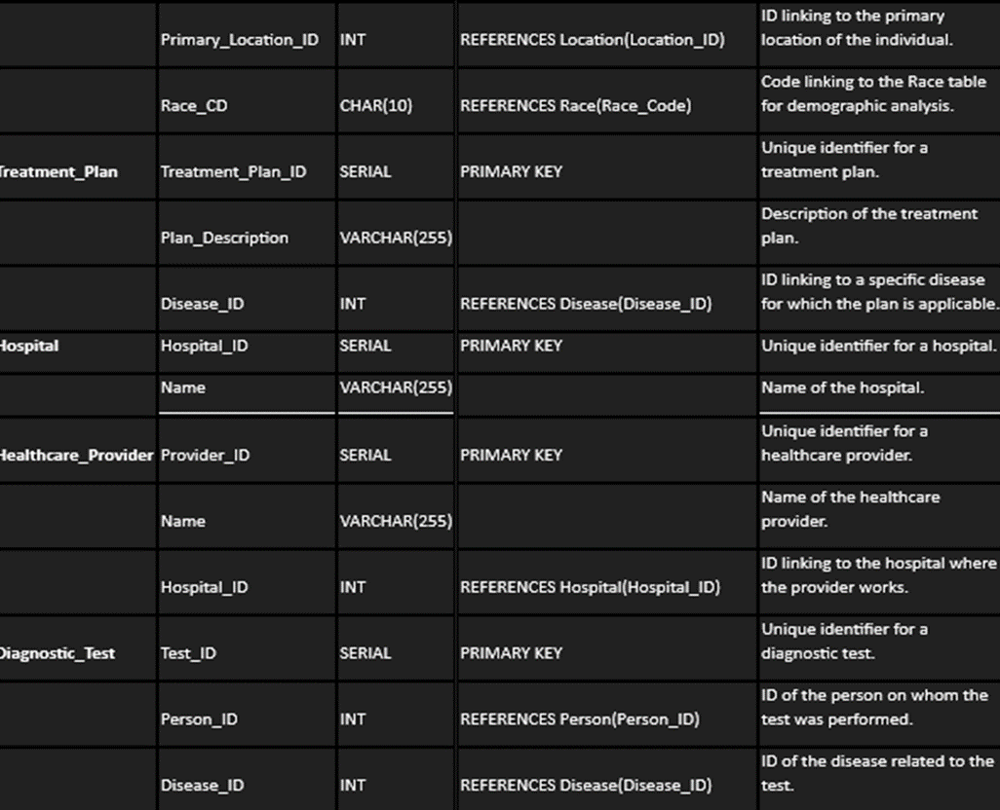 ID linking to the primary
Primary_Location_ID INT REFERENCES Location(Location_ID) location of the individual.
Code linking to the Race table
Race_CD CHAR(10) REFERENCES Race(Race_Code) for demographic analysis.
Unique identifier for a
Treatment_Plan Treatment_Plan_ID SERIAL PRIMARY KEY treatment plan.
Description of the treatment
Plan_Description VARCHAR(255) plan.
ID linking to a specific disease
Disease_ID INT REFERENCES Disease(Disease_ID) for which the plan is applicable.
Hospital Hospital_ID SERIAL PRIMARY KEY Unique identifier for a hospital.
Name VARCHAR(255) Name of the hospital.
Unique identifier for a
Healthcare_Provider Provider_ID SERIAL PRIMARY KEY healthcare provider.
Name of the healthcare
Name VARCHAR(255) provider.
ID linking to the hospital where
Hospital_ID INT REFERENCES Hospital(Hospital_ID) the provider works.
Unique identifier for a
Diagnostic_Test Test_ID SERIAL PRIMARY KEY diagnostic test.
ID of the person on whom the
Person_ID INT REFERENCES Person(Person_ID) test was performed.
ID of the disease related to the
Disease_ID INT REFERENCES Disease(Disease_ID) test.